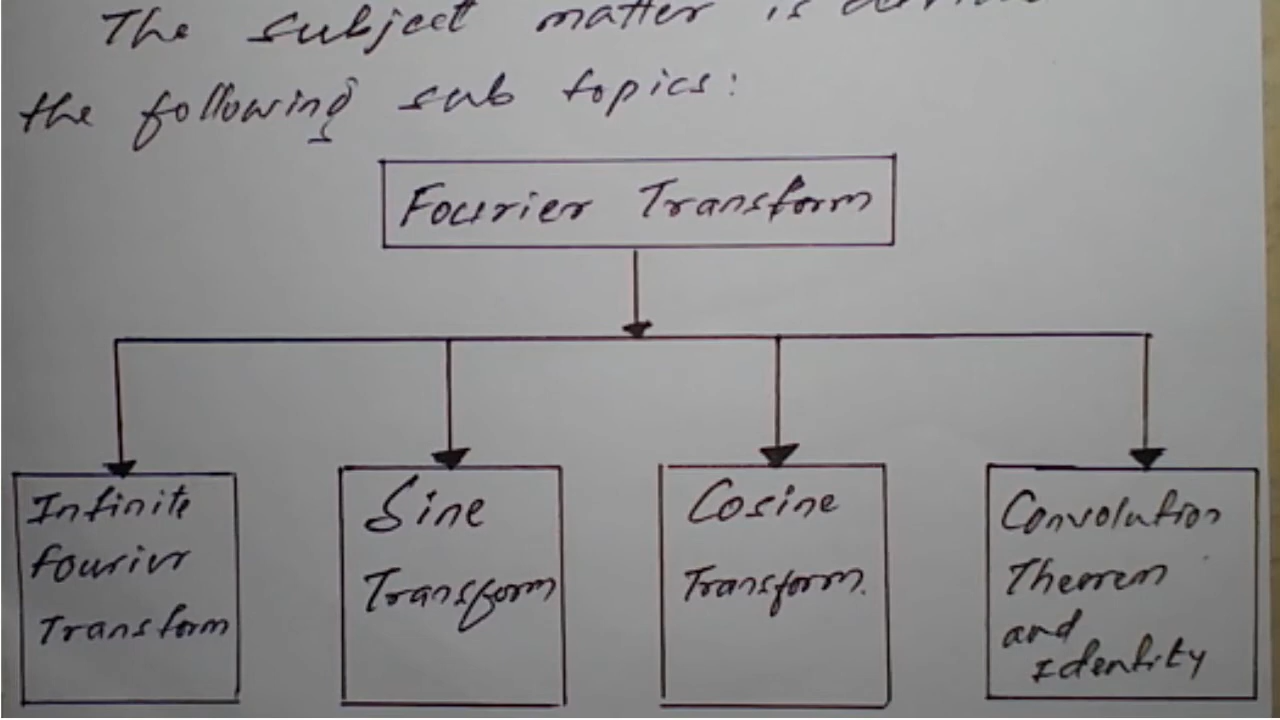 The subject matter is
the following sub topics:
Fourier Transform
Infinite
Fourier
Transform
Sine
Transform
Cosine
Transform.
Convolution
Theorem
and
Identity